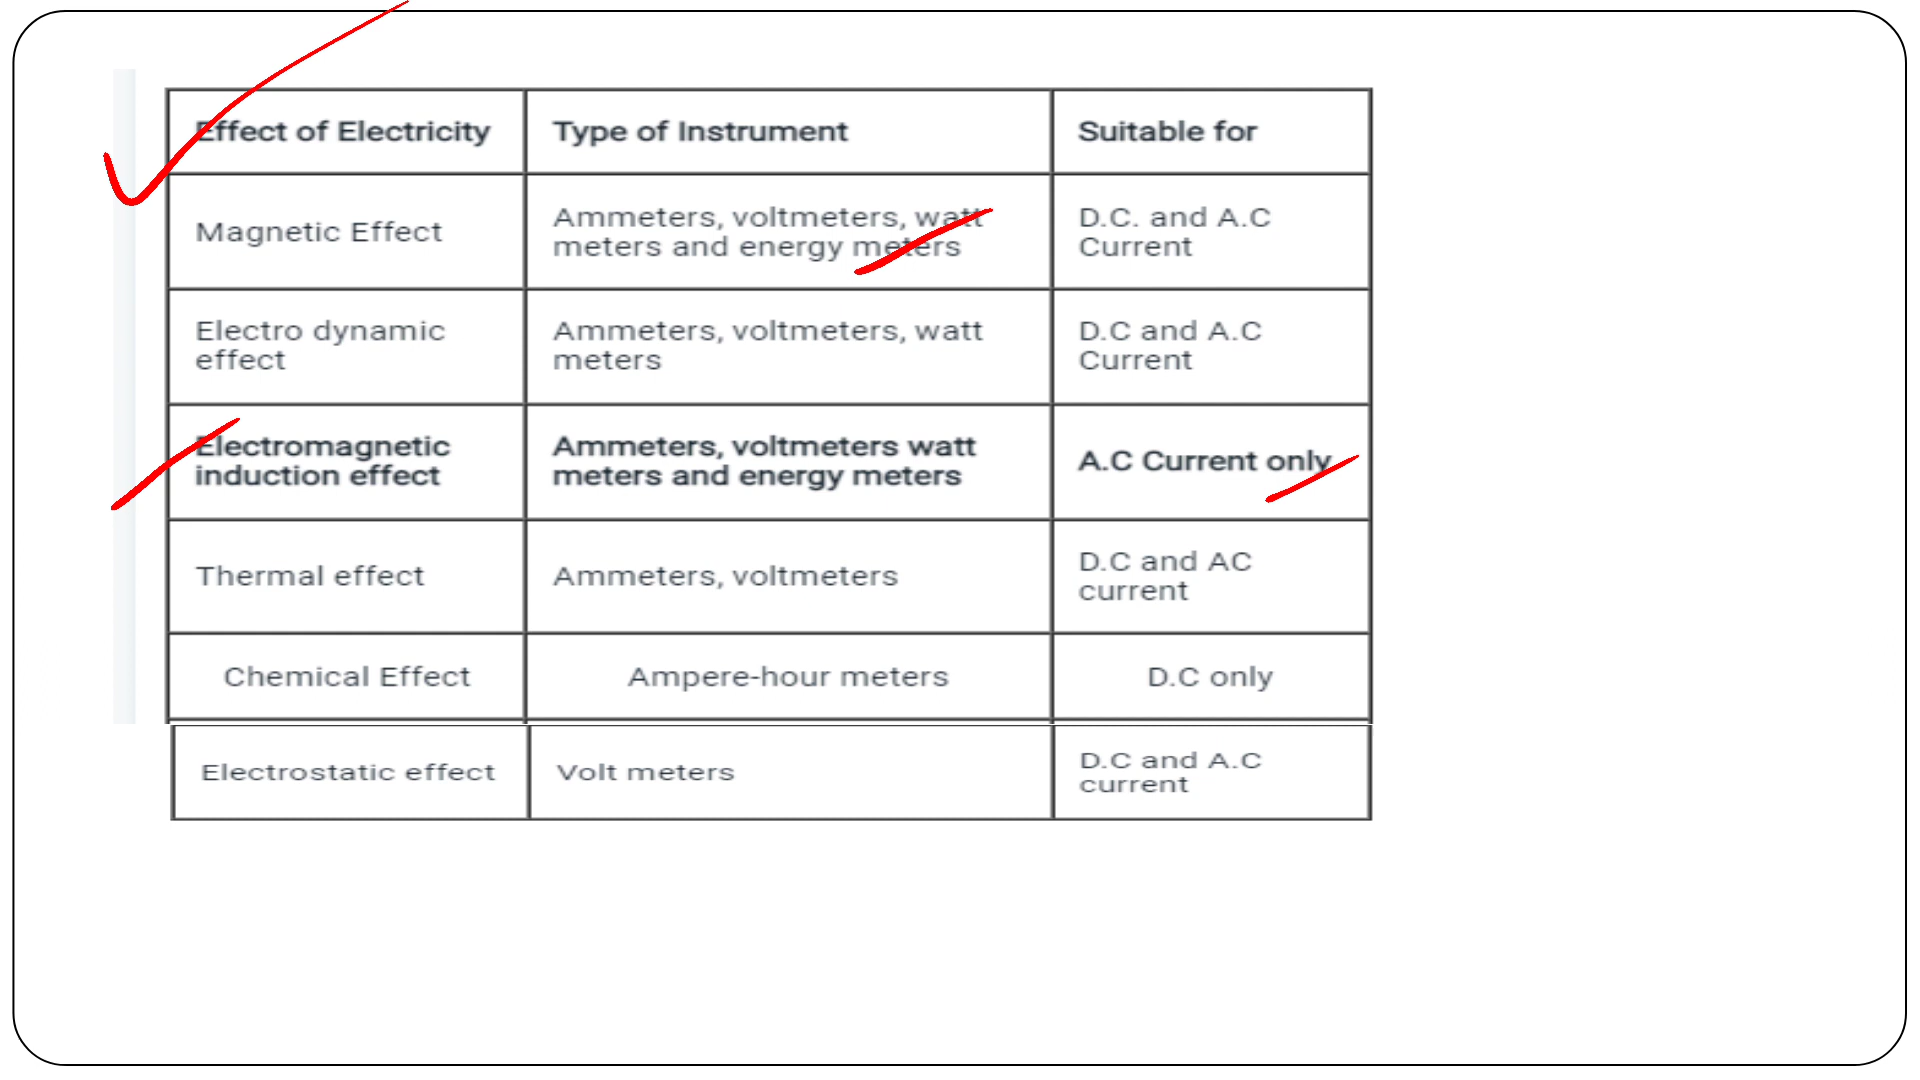 Effect of Electricity Type of Instrument Suitable for
Magnetic Effect
Ammeters, voltmeters, watt
meters and energy meters
D.C. and A.C
Current
Electro dynamic
effect
Ammeters, voltmeters, watt
meters
D.C and A.C
Current
Electromagnetic
induction effect
Ammeters, voltmeters watt
meters and energy meters
A.C Current only
Thermal effect
Ammeters, voltmeters
D.C and AC
current
Chemical Effect
Ampere-hour meters
D.C only
Electrostatic effect
Volt meters
D.C and A.C
current